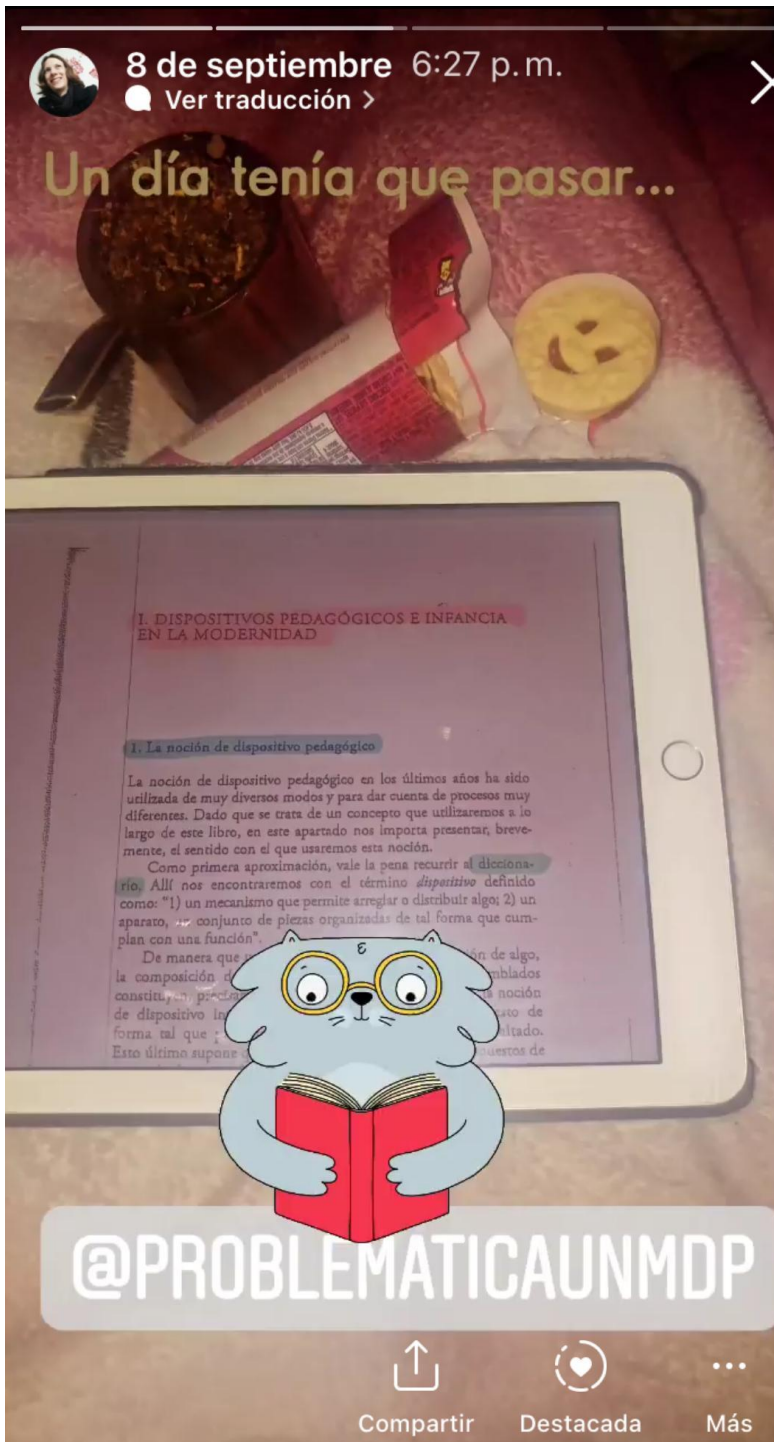 8 de septiembre 6:27 p. m.
Ver traducción >
Un día tenía que pasar...
I. DISPOSITIVOS PEDAGÓGICOS E INFANCIA
EN LA MODERNIDAD
1. La noción de dispositivo pedagógico
La noción de dispositivo pedagógico en los últimos años ha sido
utilizada de muy diversos modos y para dar cuenta de procesos muy
diferentes. Dado que se trata de un concepto que utilizaremos a lo
largo de este libro, en este apartado nos importa presentar, breve-
mente, el sentido con el que usaremos esta noción.
Como primera aproximación, vale la pena recurrir al dicciona-
rio. Allí nos encontraremos con el término dispositivo definido
como: "1) un mecanismo que permite arreglar o distribuir algo; 2) un
aparato, conjunto de piezas organizadas de tal forma que cum-
plan con una función".
De manera que de algo,
la composición
noción
de dispositivo de
forma tal que
Esto último supone de
@PROBLEMATICAUNMDP
Compartir Destacada Más